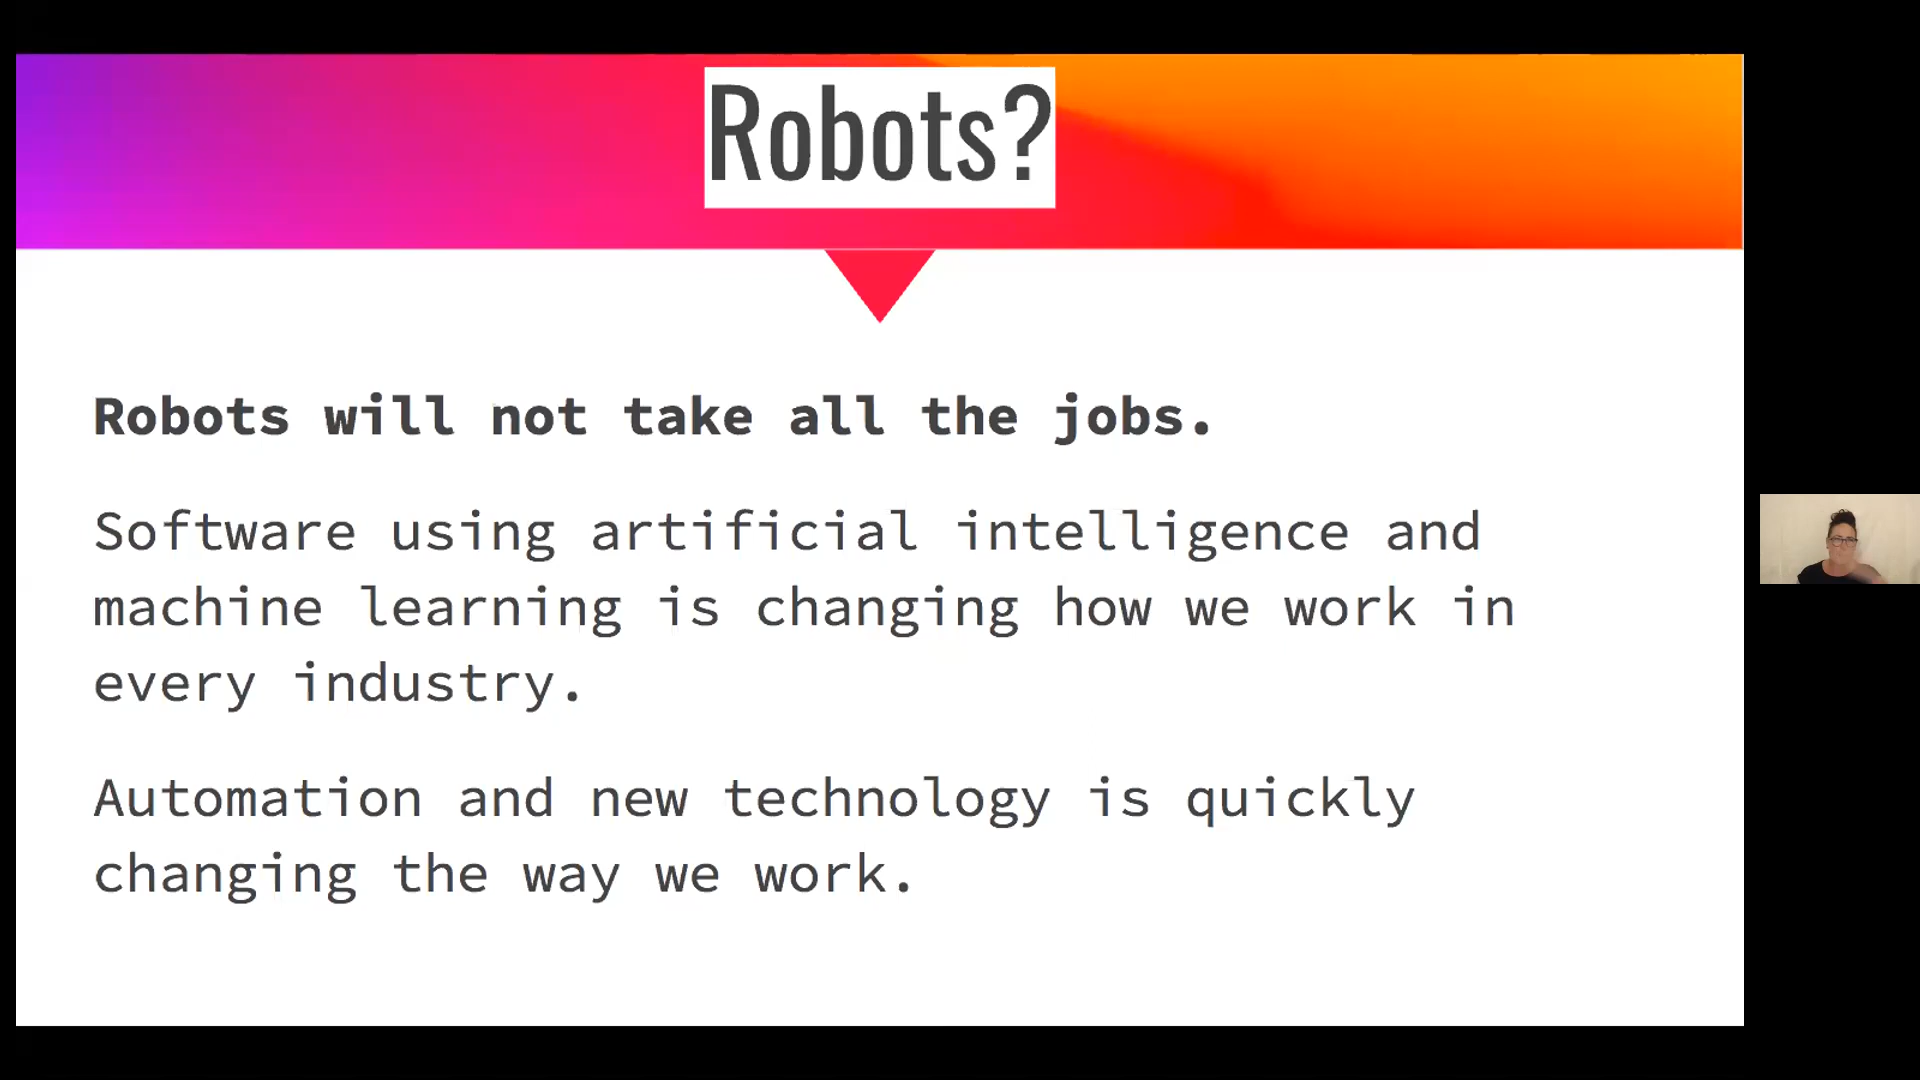 Robots?
Robots will not take all the jobs.
Software using artificial intelligence and
machine learning is changing how we work in
every industry.
Automation and new technology is quickly
changing the way we work.